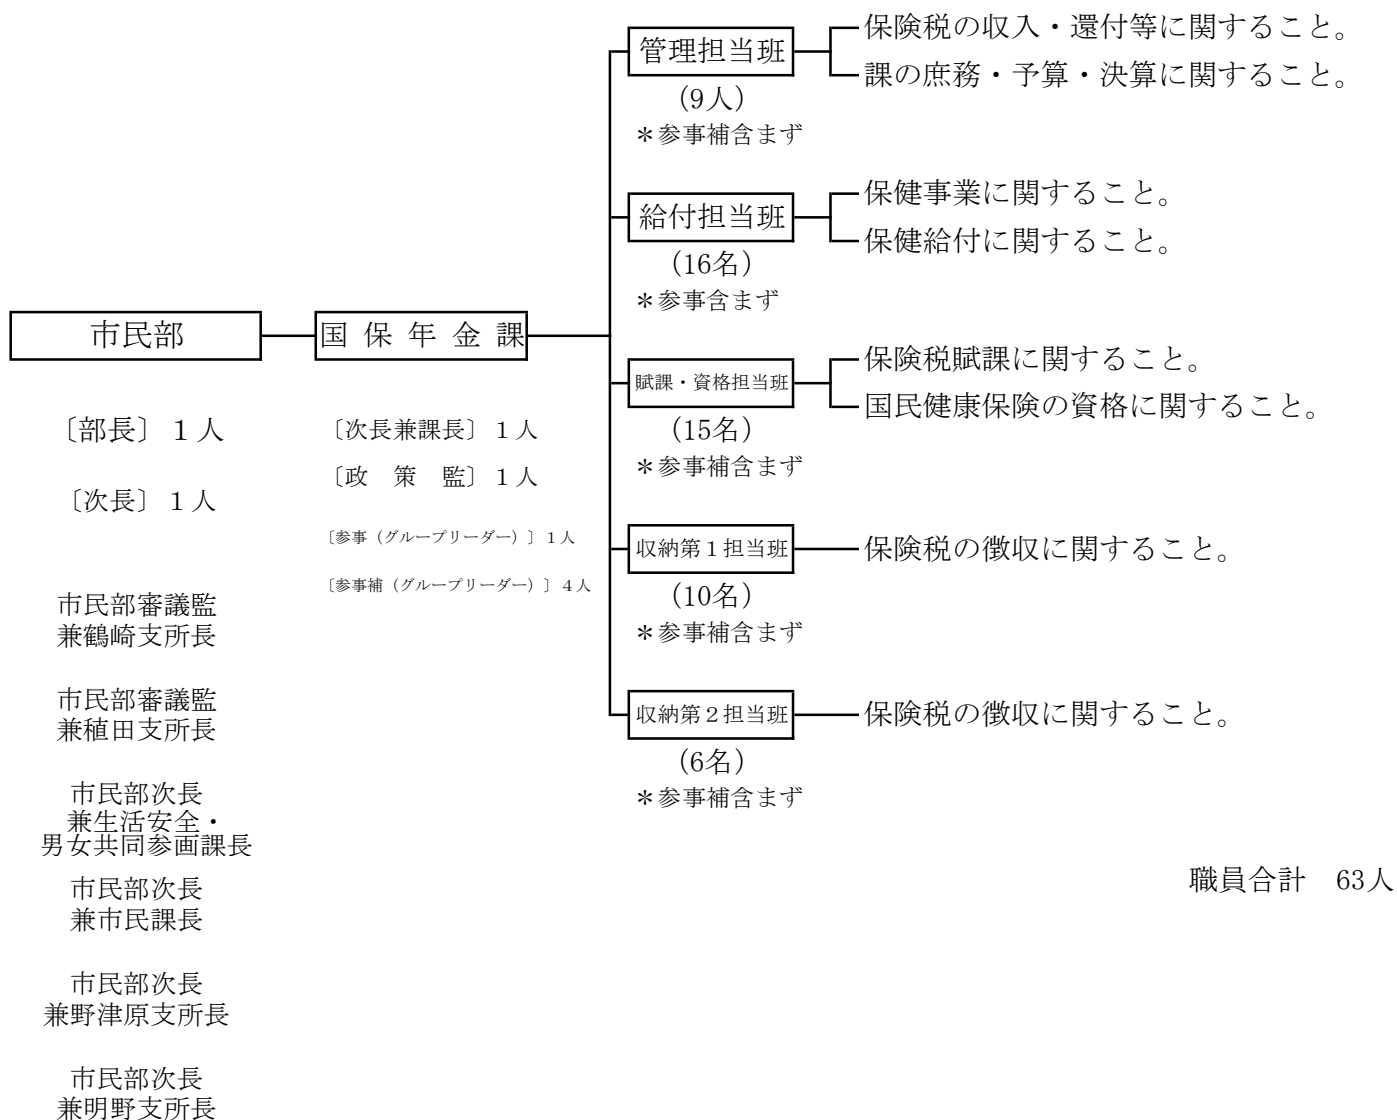 市民部
〔部長〕１人
〔次長〕１人
市民部審議監
兼鶴崎支所長
市民部審議監
兼稙田支所長
市民部次長
兼生活安全・
男女共同参画課長
市民部次長
兼市民課長
市民部次長
兼野津原支所長
市民部次長
兼明野支所長
国 保 年 金 課
〔次長兼課長〕１人
〔政　策　監〕１人
〔参事（グループリーダー）〕１人
〔参事補（グループリーダー）〕４人
管理担当班
（9人）
＊参事補含まず
保険税の収入・還付等に関すること。
課の庶務・予算・決算に関すること。
給付担当班
（16名）
＊参事含まず
保健事業に関すること。
保健給付に関すること。
賦課・資格担当班
（15名）
＊参事補含まず
保険税賦課に関すること。
国民健康保険の資格に関すること。
収納第１担当班
（10名）
＊参事補含まず
保険税の徴収に関すること。
収納第２担当班
（6名）
＊参事補含まず
保険税の徴収に関すること。
職員合計　63人